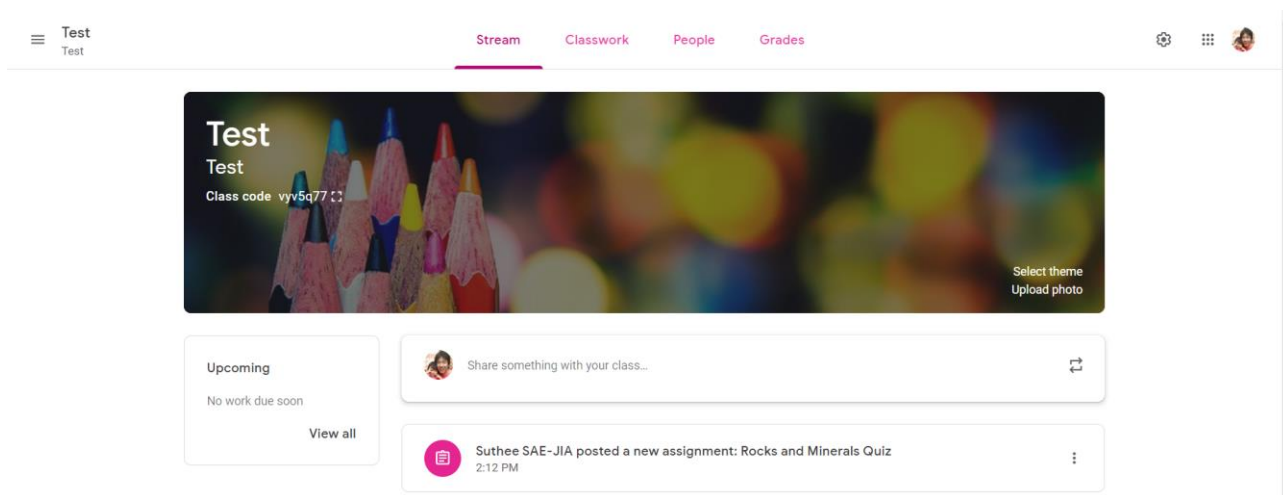 Test
Test
Stream Classwork People Grades
Test
Test
Class code vyv5q77
Select theme
Upload photo
Upcoming
No work due soon
View all
Share something with your class...
Suthee SAE-JIA posted a new assignment: Rocks and Minerals Quiz
2:12 PM